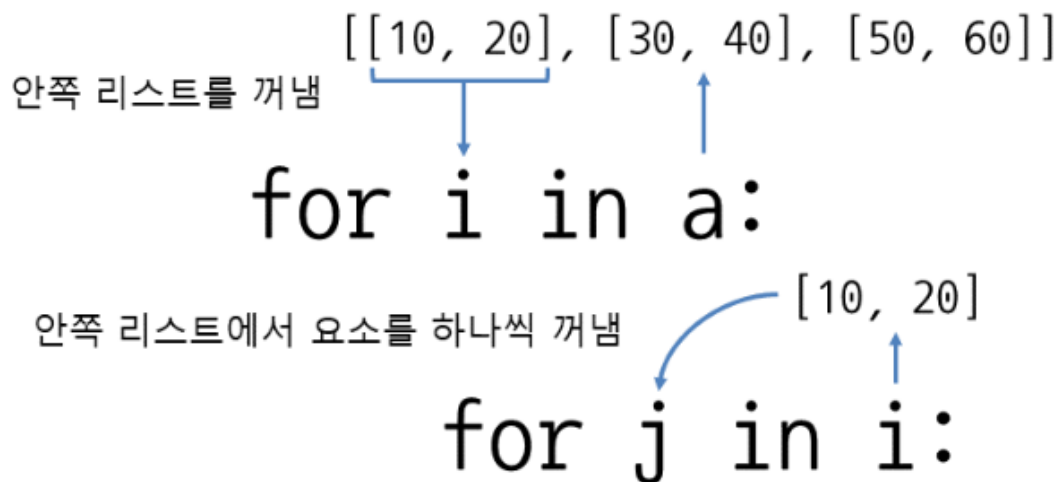 [[10, 20], [30, 40], [50, 60]]
안쪽 리스트를 꺼냄
for i in a:
[10, 20]
안쪽 리스트에서 요소를 하나씩 꺼냄
for j in i: